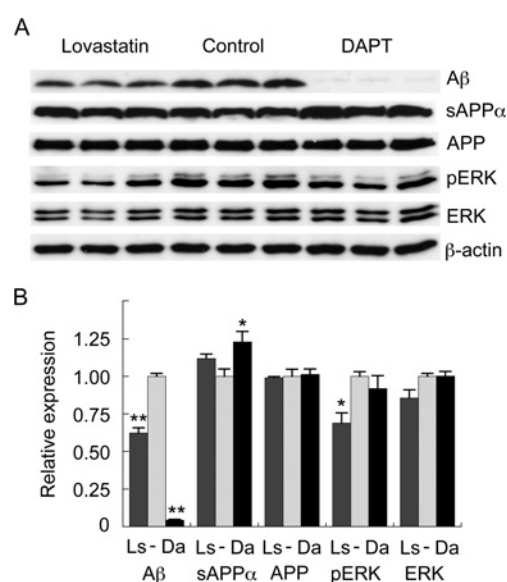 A
Lovastatin Control DAPT
Aβ
sAPPα
APP
pERK
ERK
β-actin
B
Relative expression
1.25
1.00
0.75
0.50
0.25
0
**
**
*
*
Ls - Da Ls - Da Ls - Da Ls - Da Ls - Da
Aβ sAPPα APP pERK ERK